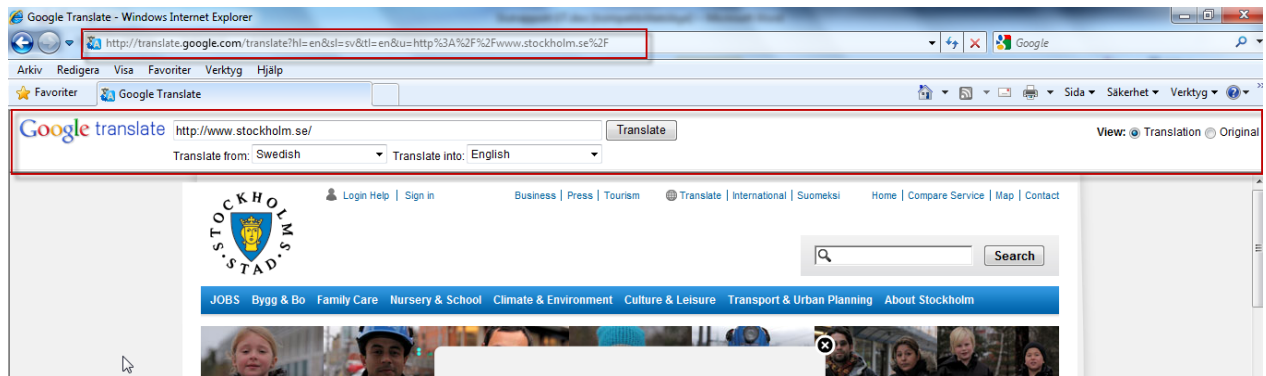 Google Translate - Windows Internet Explorer
http://translate.google.com/translate?hl=en&sl=sv&tl=en&u=http%3A%2F%2Fwww.stockholm.se%2F
Google
Arkiv Redigera Visa Favoriter Verktyg Hjälp
Favoriter Google Translate Sida Säkerhet Verktyg
Google translate http://www.stockholm.se/ Translate View: Translation Original
Translate from: Swedish Translate into: English
STOCKHOLMS STAD
Login Help | Sign in Business | Press | Tourism Translate | International | Suomeksi Home | Compare Service | Map | Contact
Search
JOBS Bygg & Bo Family Care Nursery & School Climate & Environment Culture & Leisure Transport & Urban Planning About Stockholm